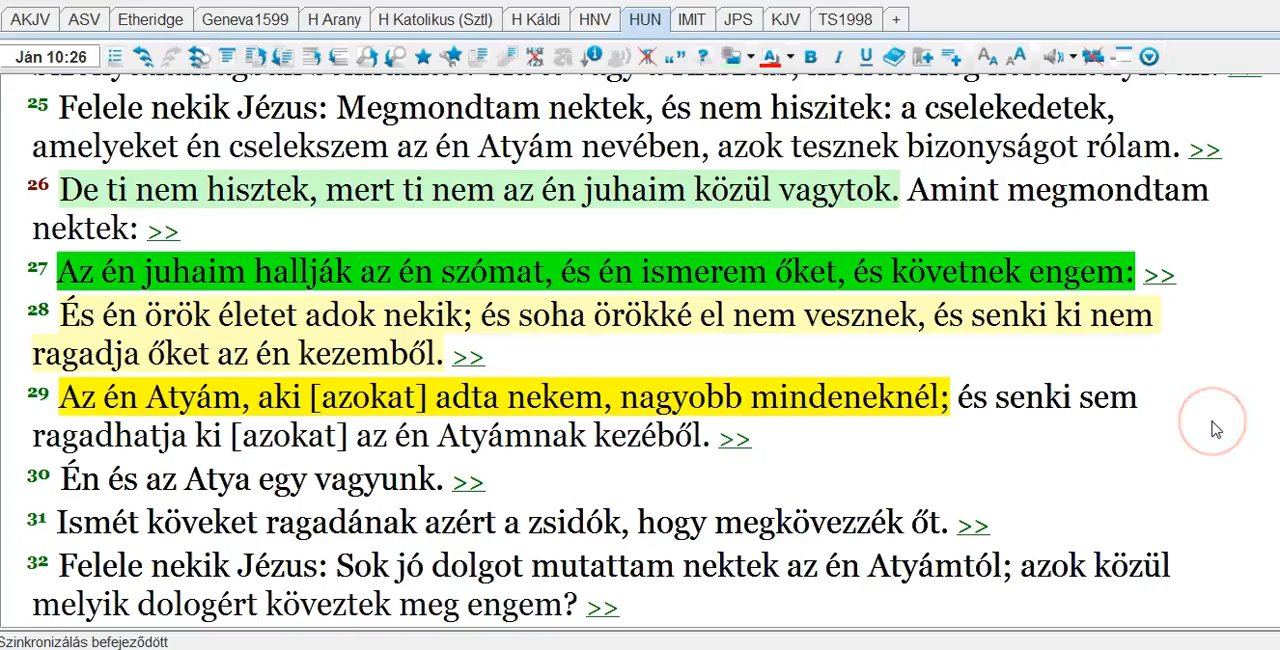 AKJV ASV Etheridge Geneva1599 H Arany H Katolikus (Sztl) H Káldi HNV HUN IMIT JPS KJV TS1998 +
Ján 10:26
25 Felele nekik Jézus: Megmondtam nektek, és nem hiszitek: a cselekedetek,
amelyeket én cselekszem az én Atyám nevében, azok tesznek bizonyságot rólam. >>
26 De ti nem hisztek, mert ti nem az én juhaim közül vagytok. Amint megmondtam
nektek: >>
27 Az én juhaim hallják az én szómat, és én ismerem őket, és követnek engem: >>
28 És én örök életet adok nekik; és soha örökké el nem vesznek, és senki ki nem
ragadja őket az én kezemből. >>
29 Az én Atyám, aki [azokat] adta nekem, nagyobb mindeneknél; és senki sem
ragadhatja ki [azokat] az én Atyámnak kezéből. >>
30 Én és az Atya egy vagyunk. >>
31 Ismét köveket ragadának azért a zsidók, hogy megkövezzék őt. >>
32 Felele nekik Jézus: Sok jó dolgot mutattam nektek az én Atyámtól; azok közül
melyik dologért köveztek meg engem? >>
Szinkronizálás befejeződött